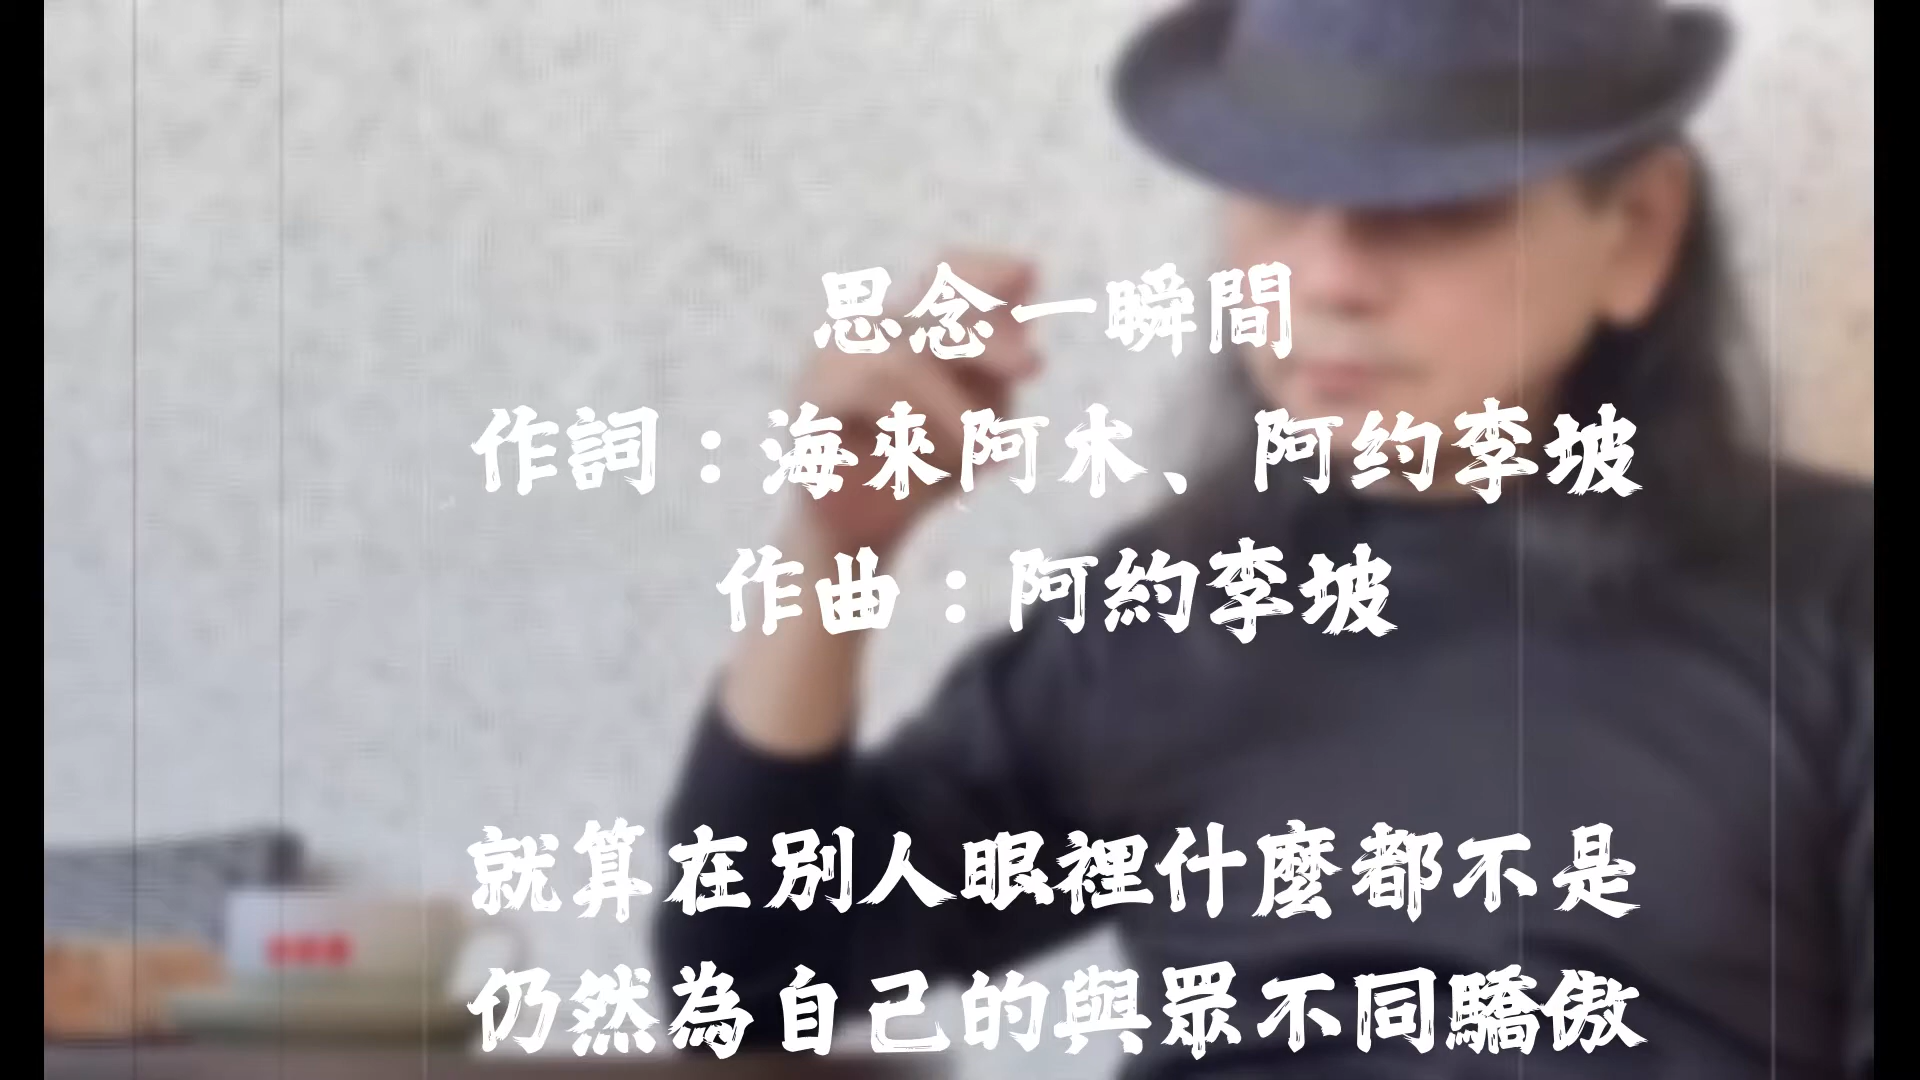 思念一瞬間
作詞：海來阿木、阿约李坡
作曲：阿約李坡
就算在別人眼裡什麼都不是
仍然為自己的與眾不同驕傲